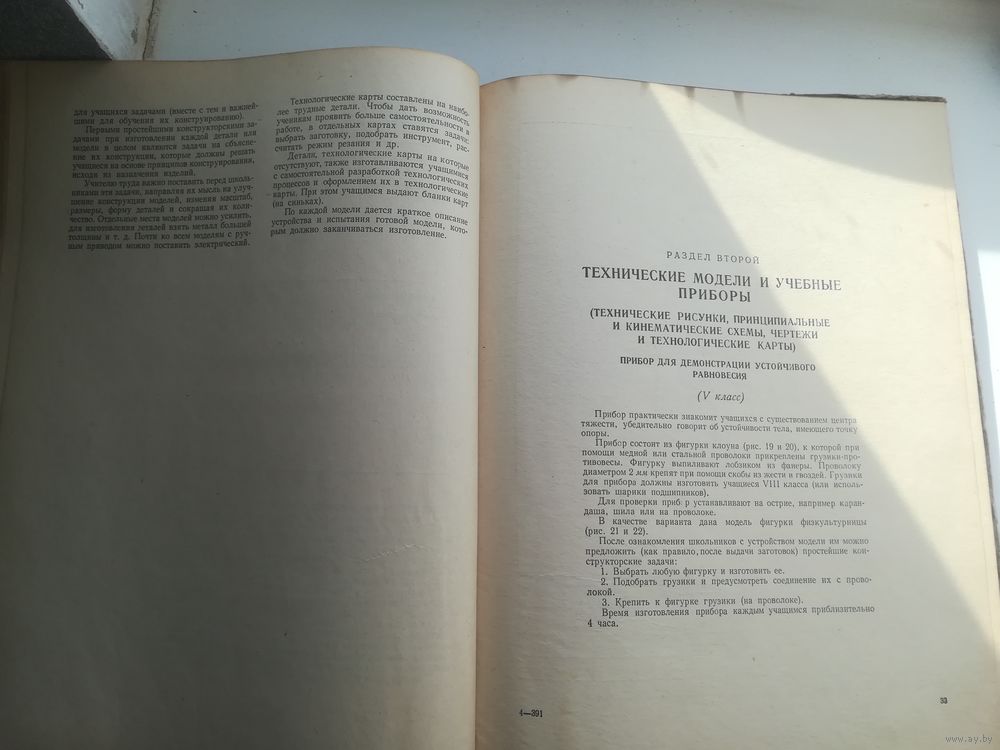 для учащихся задачами (вместе с тем и важней-
шими для обучения их конструированию).
Первыми простейшими конструкторскими за-
дачами при изготовлении каждой детали или
модели в целом являются задачи на объясне-
ние их конструкции, которые должны решать
учащиеся на основе принципов конструирования,
исходя из назначения изделий.
Учителю труда важно поставить перед школь-
никами эти задачи, направляя их мысль на улуч-
шение конструкции моделей, изменяя масштаб,
размеры, форму деталей и сокращая их коли-
чество. Отдельные места моделей можно усилить,
для изготовления деталей взять металл большей
толщины и т. д. Почти ко всем моделям с руч-
ным приводом можно поставить электрический.
Технологические карты составлены на наибо-
лее трудные детали. Чтобы дать возможность
ученикам проявить больше самостоятельности в
работе, в отдельных картах ставятся задачи:
выбрать заготовку, подобрать инструмент, рас-
считать режим резания и др.
Детали, технологические карты на которые
отсутствуют, также изготавливаются учащимися
с самостоятельной разработкой технологических
процессов и оформлением их в технологические
карты. При этом учащимся выдают бланки карт
(на синьках).
По каждой модели дается краткое описание
устройства и испытания готовой модели, кото-
рым должно заканчиваться изготовление.
РАЗДЕЛ ВТОРОЙ
ТЕХНИЧЕСКИЕ МОДЕЛИ И УЧЕБНЫЕ
ПРИБОРЫ
(ТЕХНИЧЕСКИЕ РИСУНКИ, ПРИНЦИПИАЛЬНЫЕ
И КИНЕМАТИЧЕСКИЕ СХЕМЫ, ЧЕРТЕЖИ
И ТЕХНОЛОГИЧЕСКИЕ КАРТЫ)
ПРИБОР ДЛЯ ДЕМОНСТРАЦИИ УСТОЙЧИВОГО
РАВНОВЕСИЯ
(V класс)
Прибор практически знакомит учащихся с существованием центра
тяжести, убедительно говорит об устойчивости тела, имеющего точку
опоры.
Прибор состоит из фигурки клоуна (рис. 19 и 20), к которой при
помощи медной или стальной проволоки прикреплены грузики-про-
тивовесы. Фигурку выпиливают лобзиком из фанеры. Проволоку
диаметром 2 мм крепят при помощи скобы из жести и гвоздей. Грузики
для прибора должны изготовить учащиеся VIII класса (или исполь-
зовать шарики подшипников).
Для проверки прибор устанавливают на острие, например каран-
даша, шила или на проволоке.
В качестве варианта дана модель фигурки физкультурницы
(рис. 21 и 22).
После ознакомления школьников с устройством модели им можно
предложить (как правило, после выдачи заготовок) простейшие кон-
структорские задачи:
1. Выбрать любую фигурку и изготовить ее.
2. Подобрать грузики и предусмотреть соединение их с прово-
локой.
3. Крепить к фигурке грузики (на проволоке).
Время изготовления прибора каждым учащимся приблизительно
4 часа.
4—391
33
www.ay.by